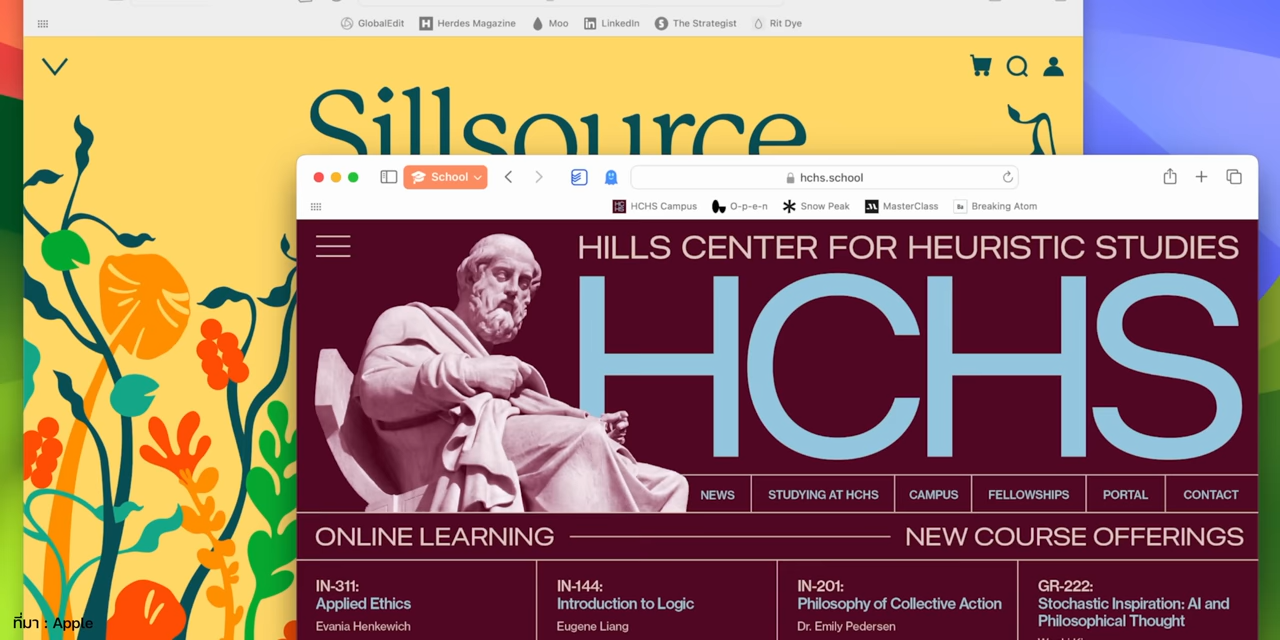 GlobalEdit
Herdes Magazine
Moo
LinkedIn
The Strategist
Rit Dye
Sillsource
School
hchs.school
HCHS Campus
O-p-e-n
Snow Peak
MasterClass
Breaking Atom
HILLS CENTER FOR HEURISTIC STUDIES
HCHS
NEWS
STUDYING AT HCHS
CAMPUS
FELLOWSHIPS
PORTAL
CONTACT
ONLINE LEARNING
NEW COURSE OFFERINGS
IN-311:
Applied Ethics
Evania Henkewich
IN-144:
Introduction to Logic
Eugene Liang
IN-201:
Philosophy of Collective Action
Dr. Emily Pedersen
GR-222:
Stochastic Inspiration: AI and
Philosophical Thought
ที่มา : Apple